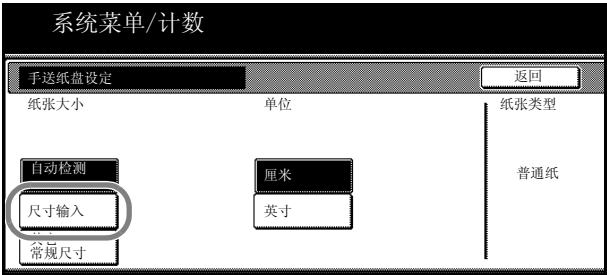 系统菜单/计数
手送纸盘设定
返回
纸张大小
单位
纸张类型
自动检测
厘米
普通纸
尺寸输入
英寸
常规尺寸